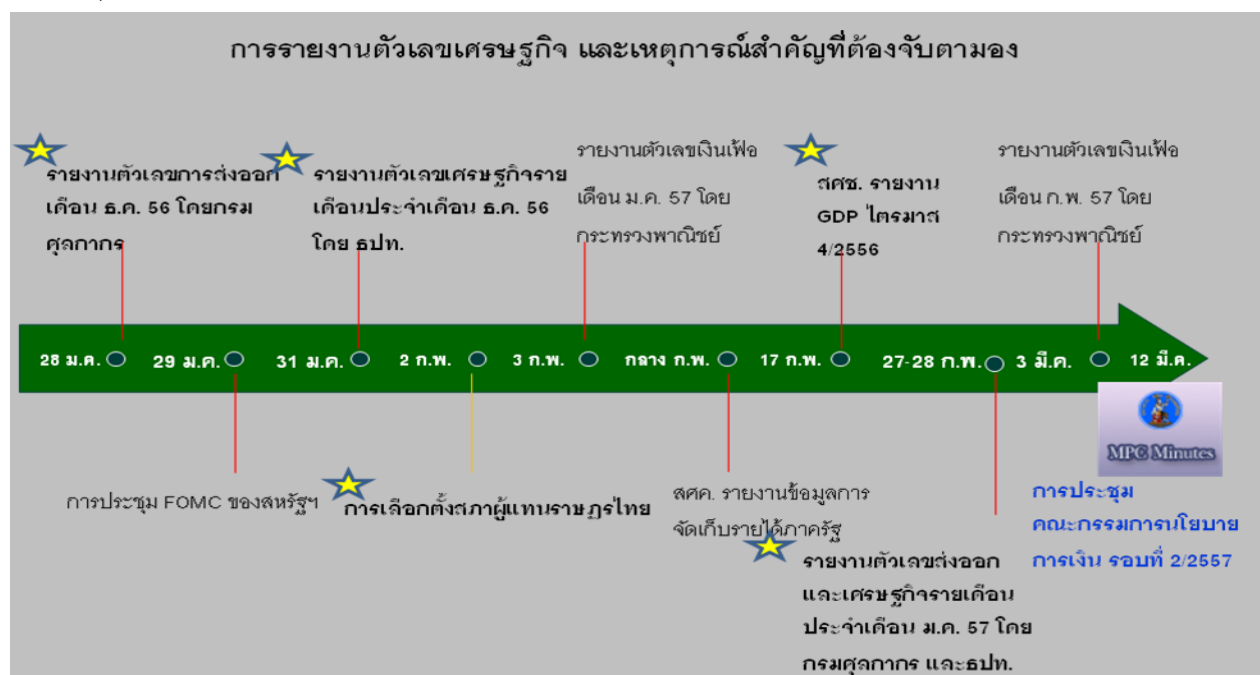 การรายงานตัวเลขเศรษฐกิจ และเหตุการณ์สำคัญที่ต้องจับตามอง
รายงานตัวเลขการส่งออก
เดือน ธ.ค. 56 โดยกรม
ศุลกากร
รายงานตัวเลขเศรษฐกิจราย
เดือนประจำเดือน ธ.ค. 56
โดย ธปท.
รายงานตัวเลขเงินเฟ้อ
เดือน ม.ค. 57 โดย
กระทรวงพาณิชย์
สศช. รายงาน
GDP ไตรมาส
4/2556
รายงานตัวเลขเงินเฟ้อ
เดือน ก.พ. 57 โดย
กระทรวงพาณิชย์
28 ม.ค. 29 ม.ค. 31 ม.ค. 2 ก.พ. 3 ก.พ. กลาง ก.พ. 17 ก.พ. 27-28 ก.พ. 3 มี.ค. 12 มี.ค.
MPC Minutes
การประชุม FOMC ของสหรัฐฯ
การเลือกตั้งสภาผู้แทนราษฎรไทย
สศค. รายงานข้อมูลการ
จัดเก็บรายได้ภาครัฐ
รายงานตัวเลขส่งออก
และเศรษฐกิจรายเดือน
ประจำเดือน ม.ค. 57 โดย
กรมศุลกากร และธปท.
การประชุม
คณะกรรมการนโยบาย
การเงิน รอบที่ 2/2557